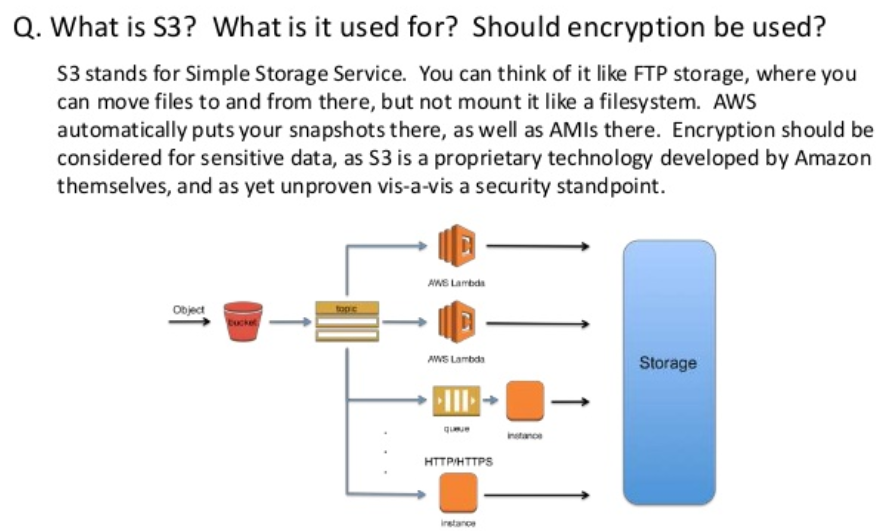 Q. What is S3? What is it used for? Should encryption be used?
S3 stands for Simple Storage Service. You can think of it like FTP storage, where you
can move files to and from there, but not mount it like a filesystem. AWS
automatically puts your snapshots there, as well as AMIs there. Encryption should be
considered for sensitive data, as S3 is a proprietary technology developed by Amazon
themselves, and as yet unproven vis-a-vis a security standpoint.
AWS Lambda
Object
bucket
topic
AWS Lambda
Storage
queue
instance
HTTP/HTTPS
instance